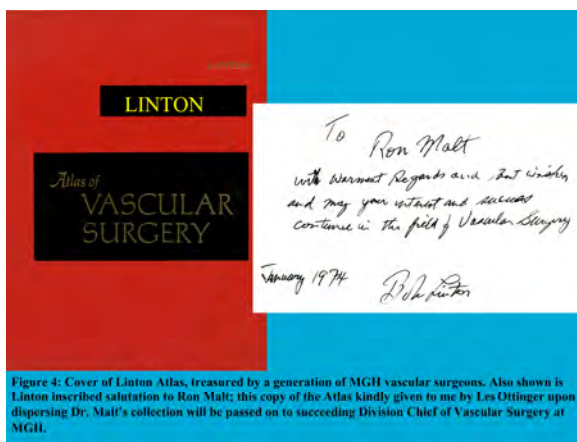 LINTON
Atlas of
VASCULAR
SURGERY
To
Ron Malt
with Warmest Regards and best wishes
and may your interest and success
continue in the field of Vascular Surgery
January 1974
Bob Linton
Figure 4: Cover of Linton Atlas, treasured by a generation of MGH vascular surgeons. Also shown is
Linton inscribed salutation to Ron Malt; this copy of the Atlas kindly given to me by Les Ottinger upon
dispersing Dr. Malt's collection will be passed on to succeeding Division Chief of Vascular Surgery at
MGH.